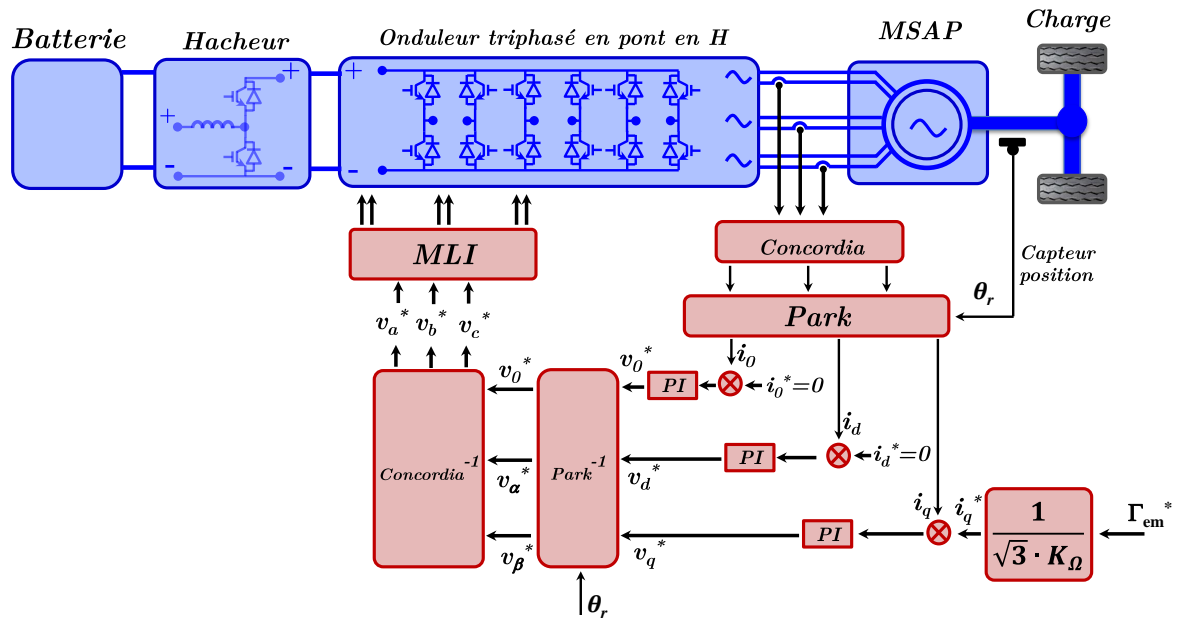 Batterie
Hacheur
Onduleur triphasé en pont en H
MSAP
Charge
+
+
+
-
-
-
MLI
Concordia
Capteur
position
θr
Park
va*
vb*
vc*
i0
v0*
v0*
PI
i0*=0
id
Concordia-1
Park-1
vα*
vd*
PI
id*=0
iq
iq*
1
√3 · KΩ
Γem*
vβ*
vq*
PI
θr